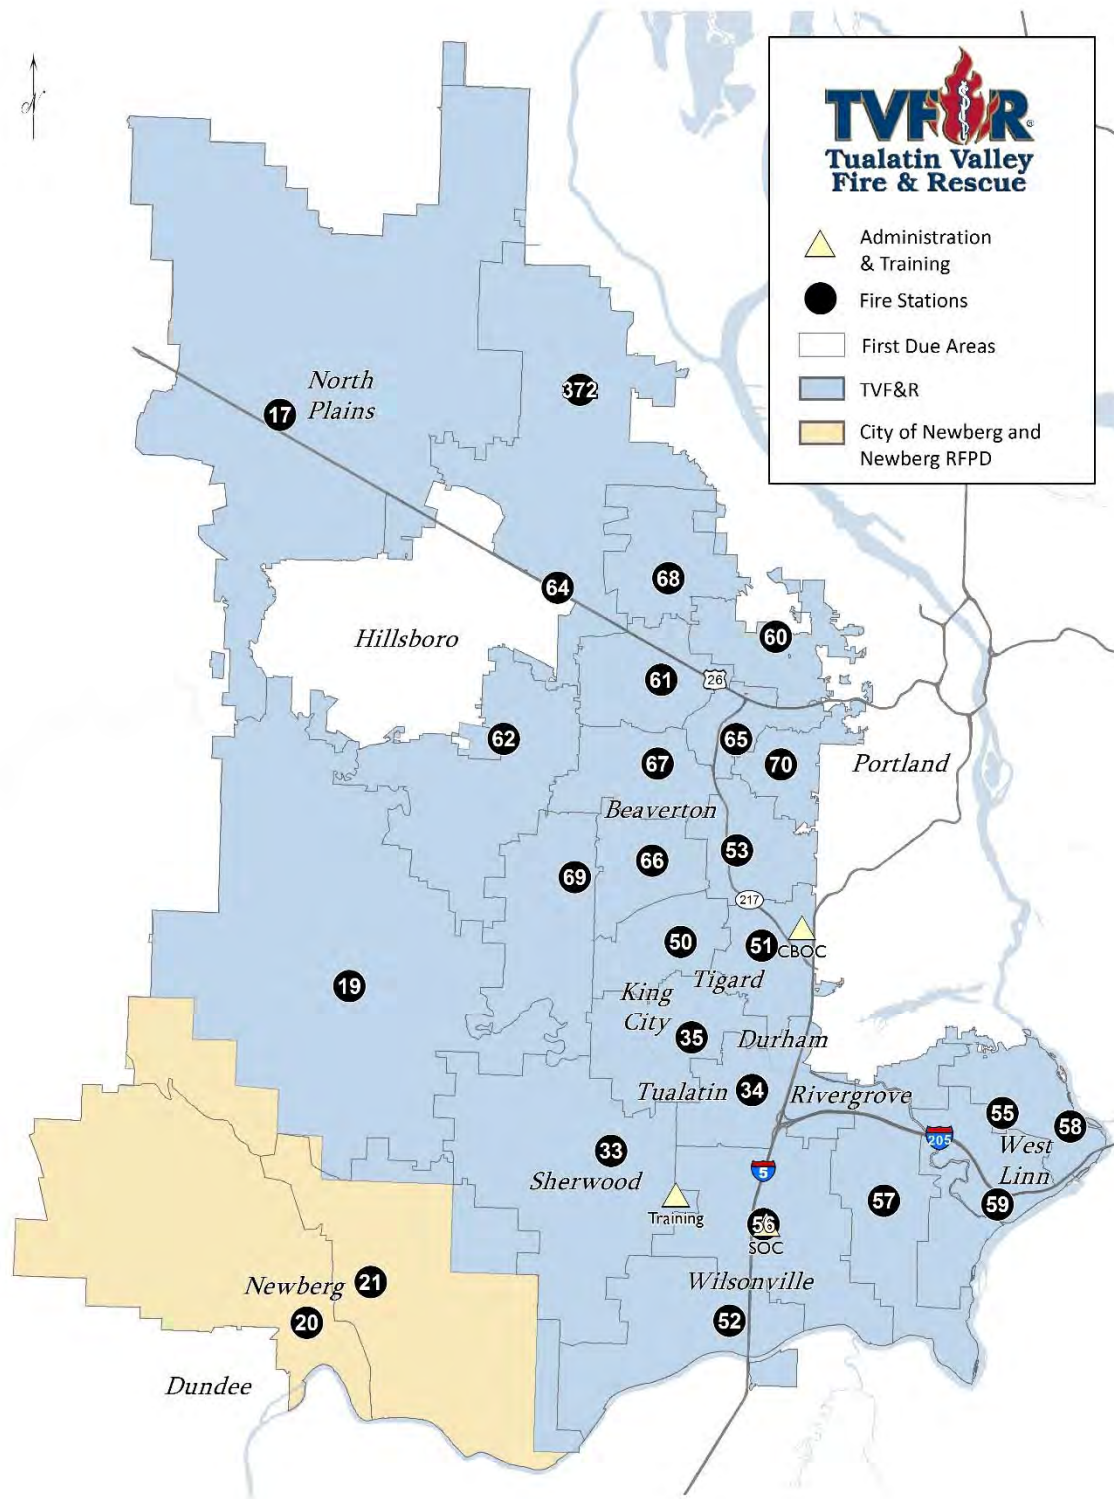 N
TVF&R®
Tualatin Valley
Fire & Rescue
Administration
& Training
Fire Stations
First Due Areas
TVF&R
City of Newberg and
Newberg RFPD
North
Plains
17
372
64
68
Hillsboro
60
61
26
62
65
67
70
Portland
Beaverton
53
66
69
217
50
51
CBOC
Tigard
19
King
City
35
Durham
Tualatin
34
Rivergrove
55
58
205
West
Linn
33
Sherwood
5
57
59
Training
56
SOC
Newberg
21
Wilsonville
20
52
Dundee